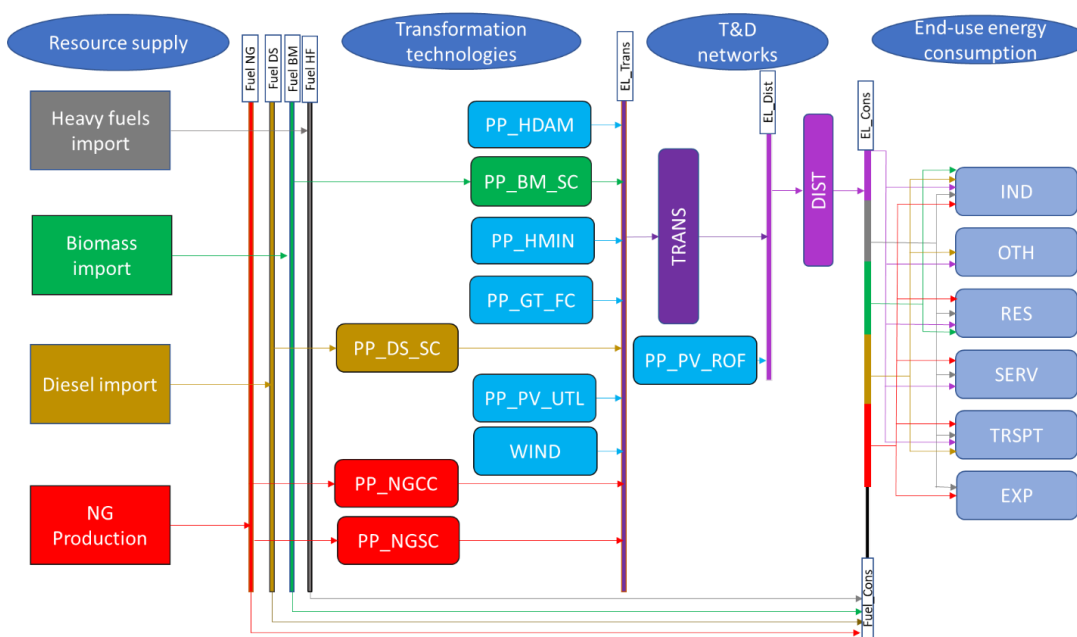 Resource supply
Transformation
technologies
T&D
networks
End-use energy
consumption
Fuel NG
Fuel DS
Fuel BM
Fuel HF
EL_Trans
EL_Dist
EL_Cons
Heavy fuels
import
Biomass
import
Diesel import
NG
Production
PP_HDAM
PP_BM_SC
PP_HMIN
PP_GT_FC
PP_DS_SC
PP_PV_UTL
WIND
PP_NGCC
PP_NGSC
TRANS
PP_PV_ROF
DIST
IND
OTH
RES
SERV
TRSPT
EXP
Fuel_Cons